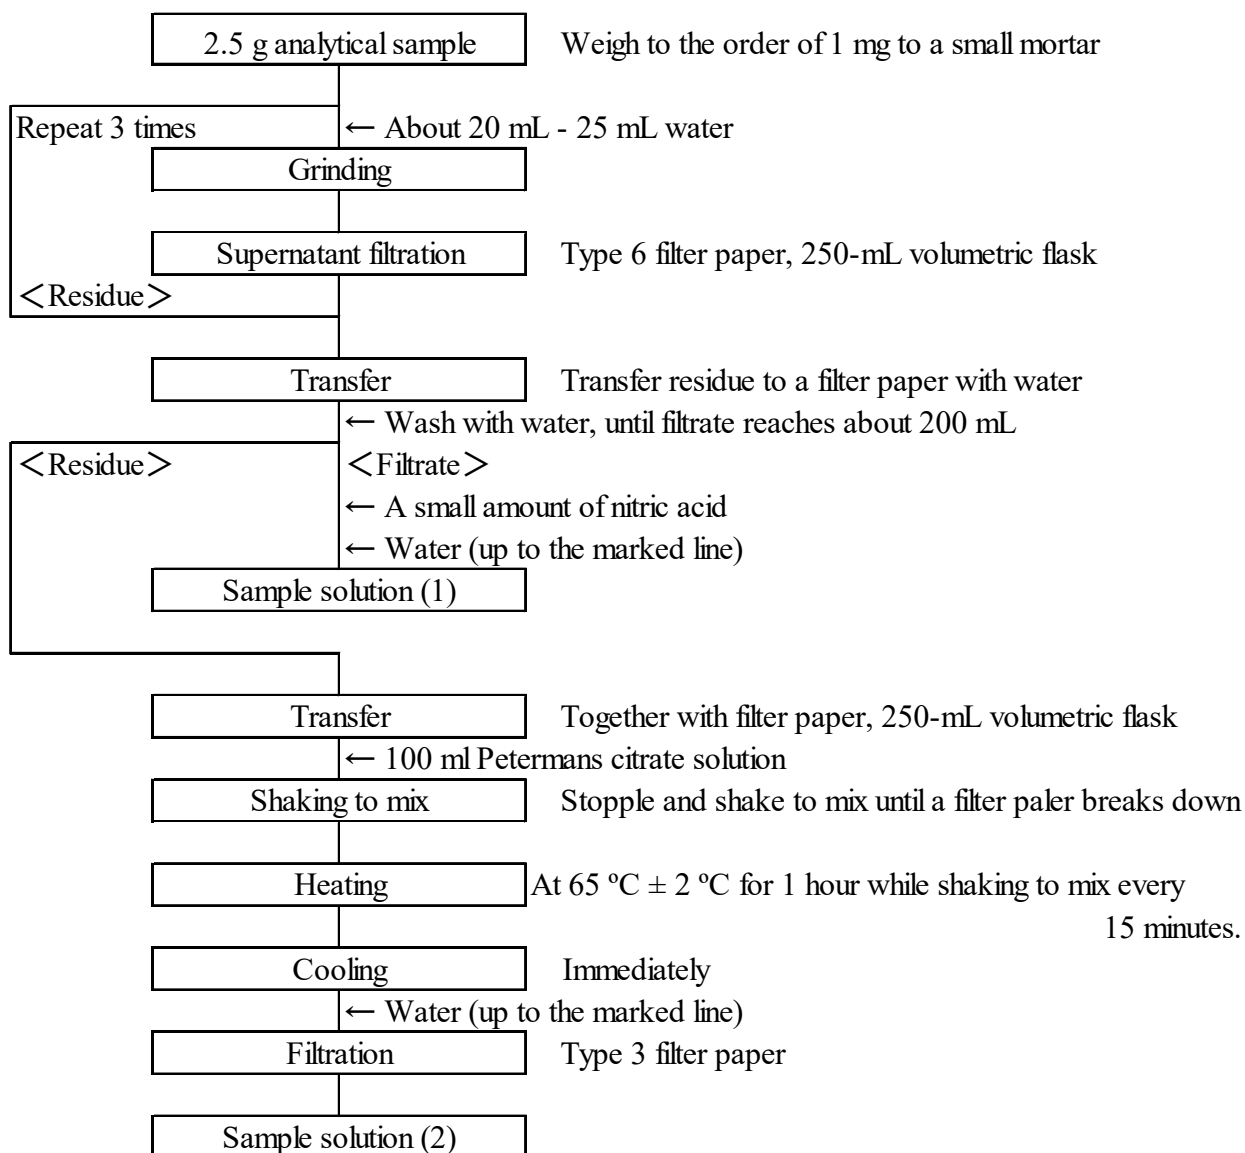 2.5 g analytical sample Weigh to the order of 1 mg to a small mortar
Repeat 3 times ← About 20 mL - 25 mL water
Grinding
Supernatant filtration Type 6 filter paper, 250-mL volumetric flask
＜Residue＞
Transfer Transfer residue to a filter paper with water
← Wash with water, until filtrate reaches about 200 mL
＜Residue＞ ＜Filtrate＞
← A small amount of nitric acid
← Water (up to the marked line)
Sample solution (1)
Transfer Together with filter paper, 250-mL volumetric flask
← 100 ml Petermans citrate solution
Shaking to mix Stopple and shake to mix until a filter paler breaks down
Heating At 65 ºC ± 2 ºC for 1 hour while shaking to mix every
15 minutes.
Cooling Immediately
← Water (up to the marked line)
Filtration Type 3 filter paper
Sample solution (2)